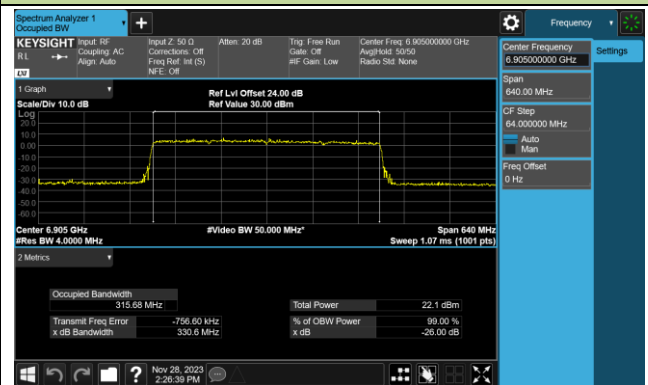 Spectrum Analyzer 1
Occupied BW
Frequency
KEYSIGHT
RL
LXI
Input: RF
Coupling: AC
Align: Auto
Input Z: 50 Ω
Corrections: Off
Freq Ref: Int (S)
NFE: Off
Atten: 20 dB
Trig: Free Run
Gate: Off
#IF Gain: Low
Center Freq: 6.905000000 GHz
Avg|Hold: 50/50
Radio Std: None
Center Frequency
6.905000000 GHz
Settings
Span
640.00 MHz
CF Step
64.000000 MHz
Auto
Man
Freq Offset
0 Hz
1 Graph
Scale/Div 10.0 dB
Ref Lvl Offset 24.00 dB
Ref Value 30.00 dBm
Log
20.0
10.0
0.00
-10.0
-20.0
-30.0
-40.0
-50.0
-60.0
Center 6.905 GHz
#Video BW 50.000 MHz*
Span 640 MHz
#Res BW 4.0000 MHz
Sweep 1.07 ms (1001 pts)
2 Metrics
Occupied Bandwidth
315.68 MHz
Total Power 22.1 dBm
Transmit Freq Error -756.60 kHz
% of OBW Power 99.00 %
x dB Bandwidth 330.6 MHz
x dB -26.00 dB
?
Nov 28, 2023
2:26:39 PM